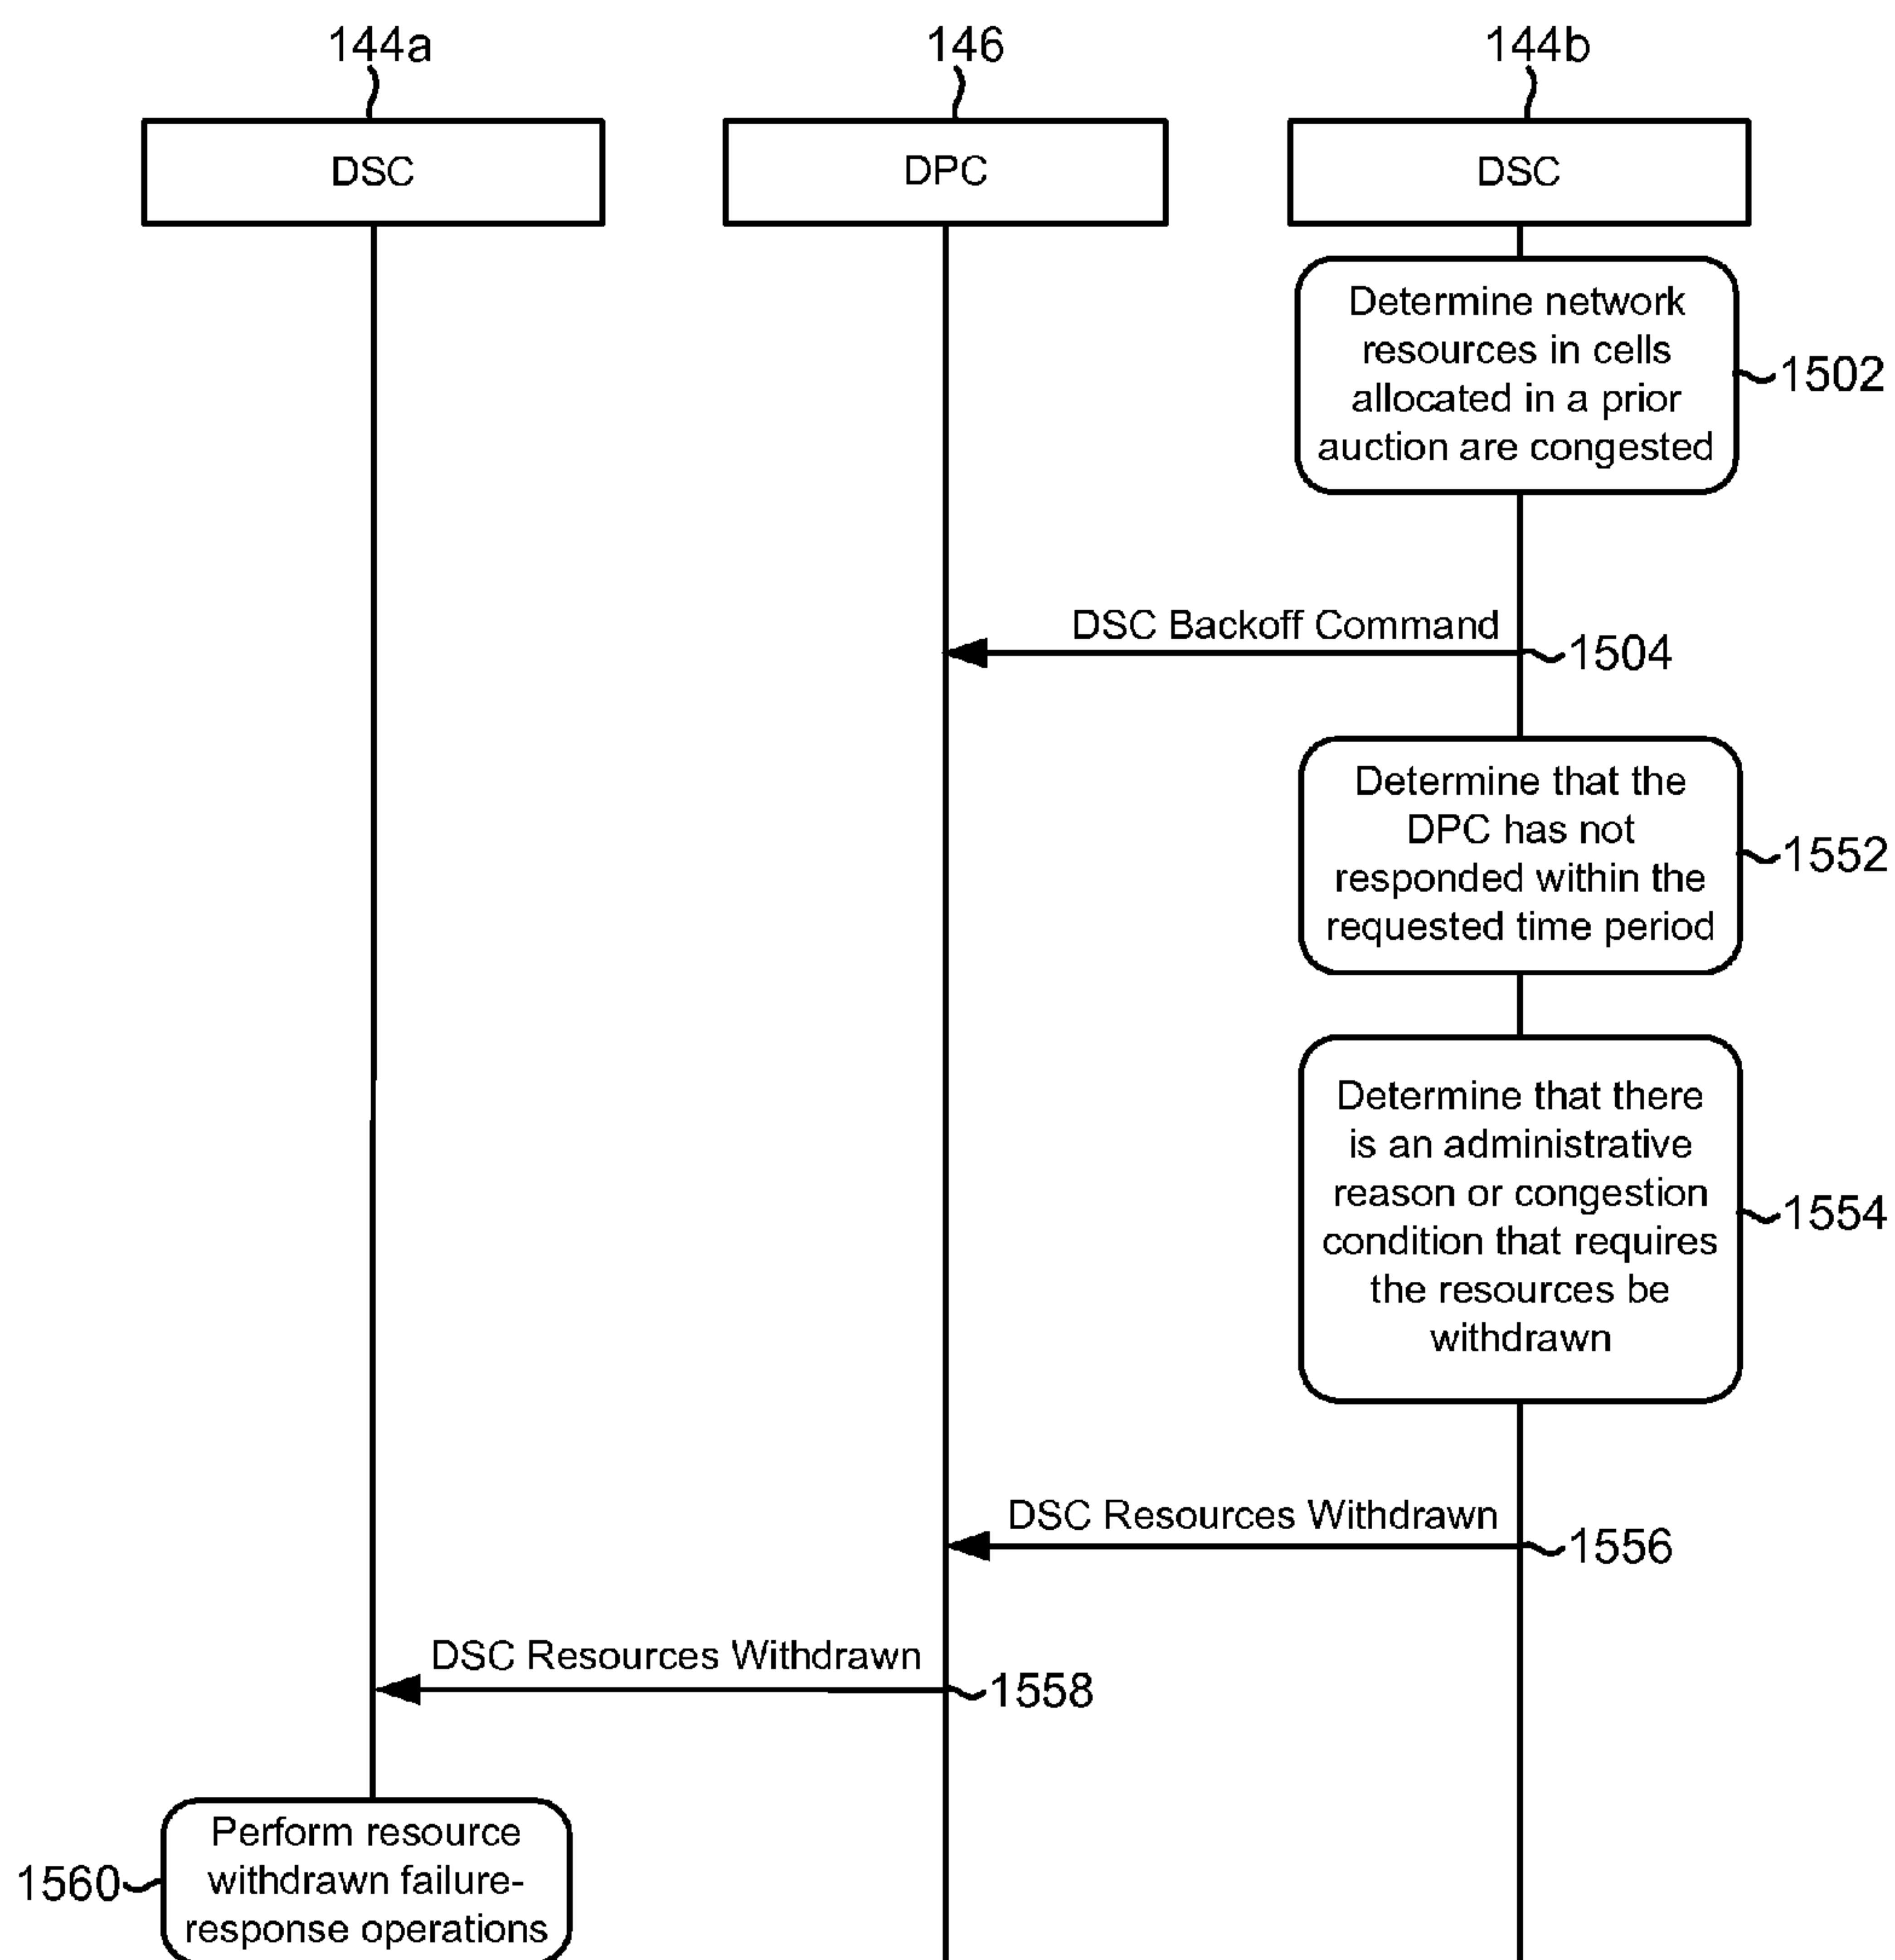 144a
146
144b
DSC
DPC
DSC
Determine network
resources in cells
allocated in a prior
auction are congested
1502
DSC Backoff Command
1504
Determine that the
DPC has not
responded within the
requested time period
1552
Determine that there
is an administrative
reason or congestion
condition that requires
the resources be
withdrawn
1554
DSC Resources Withdrawn
1556
DSC Resources Withdrawn
1558
Perform resource
withdrawn failure-
response operations
1560